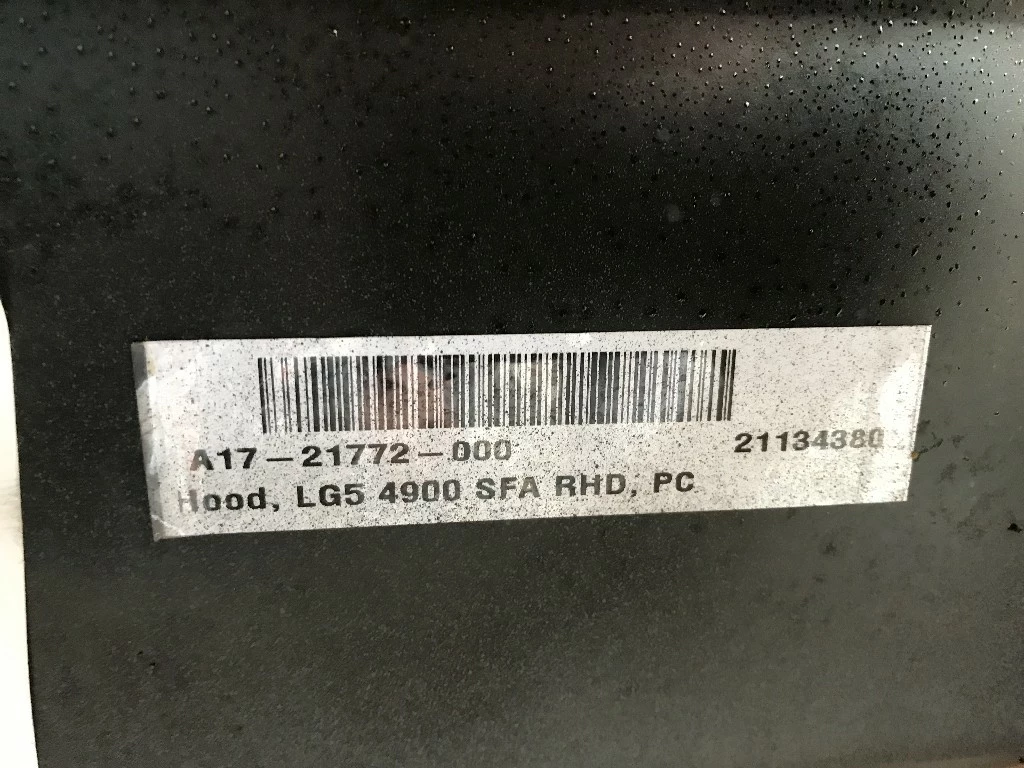 A17-21772-000 21134380
Hood, LG5 4900 SFA RHD, PC